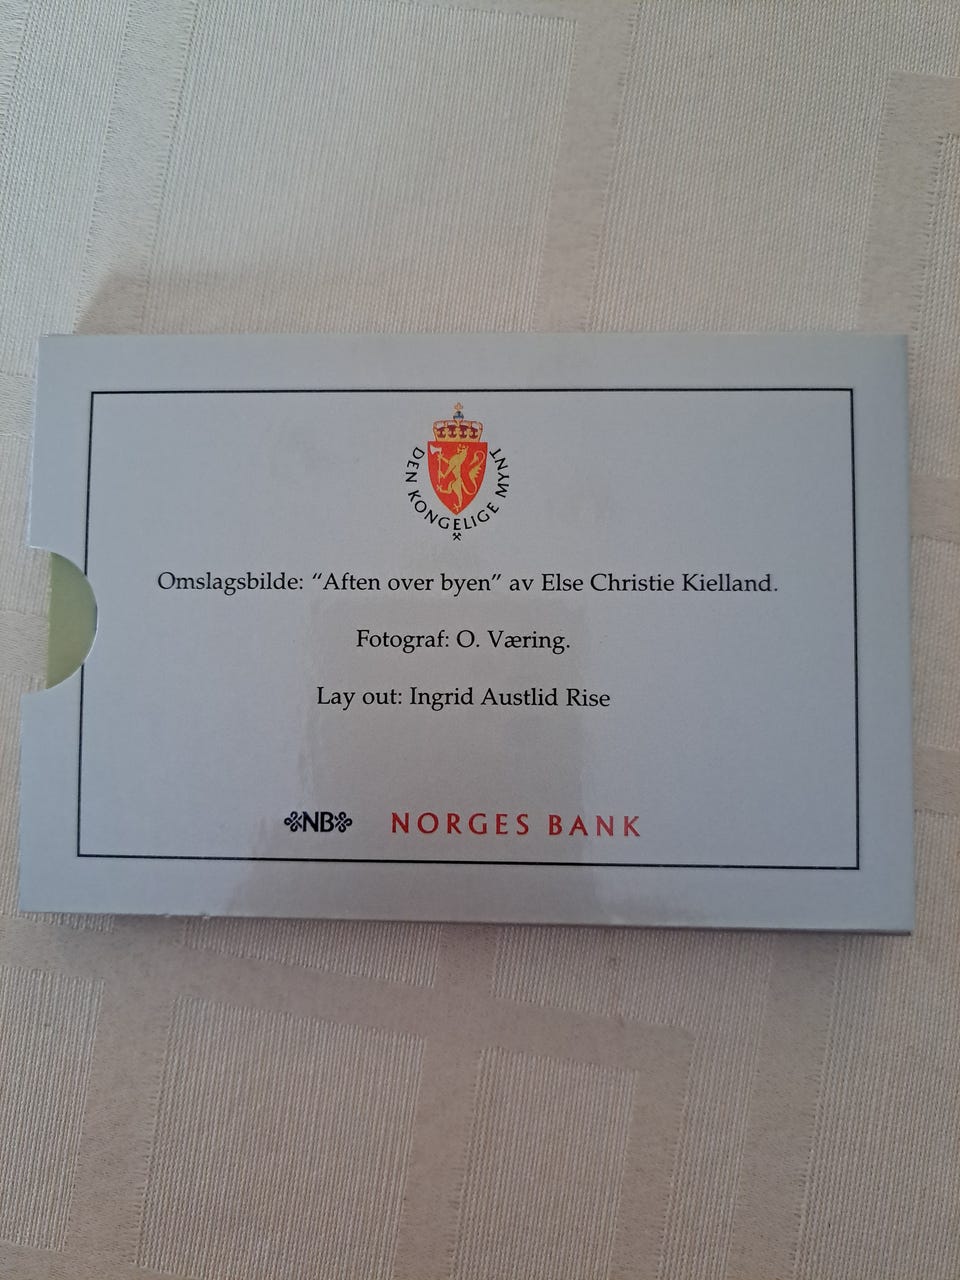 DEN KONGELIGE MYNT
Omslagsbilde: “Aften over byen” av Else Christie Kielland.
Fotograf: O. Væring.
Lay out: Ingrid Austlid Rise
NB NORGES BANK